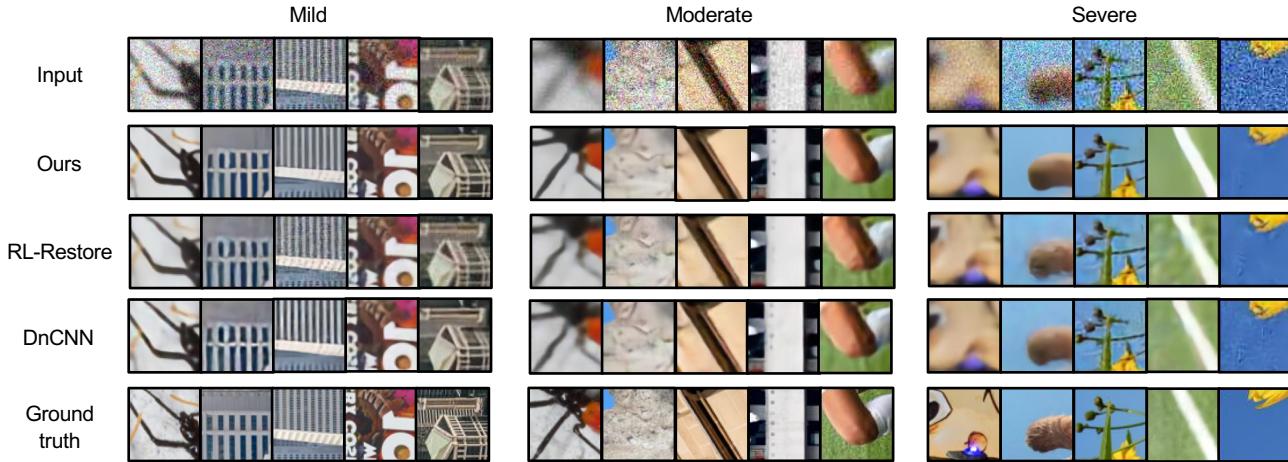 Mild
Moderate
Severe
Input
Ours
RL-Restore
DnCNN
Ground
truth